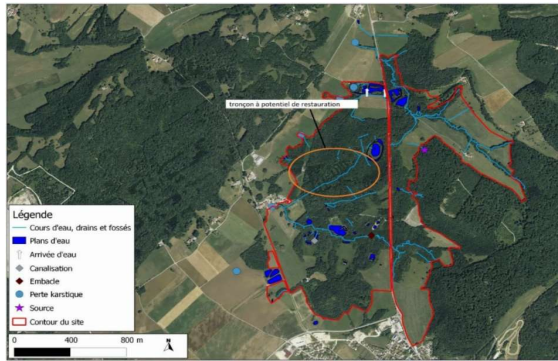 tronçon à potentiel de restauration
Légende
Cours d'eau, drains et fossés
Plans d'eau
Arrivée d'eau
Canalisation
Embacle
Perte karstique
Source
Contour du site
0 400 800 m